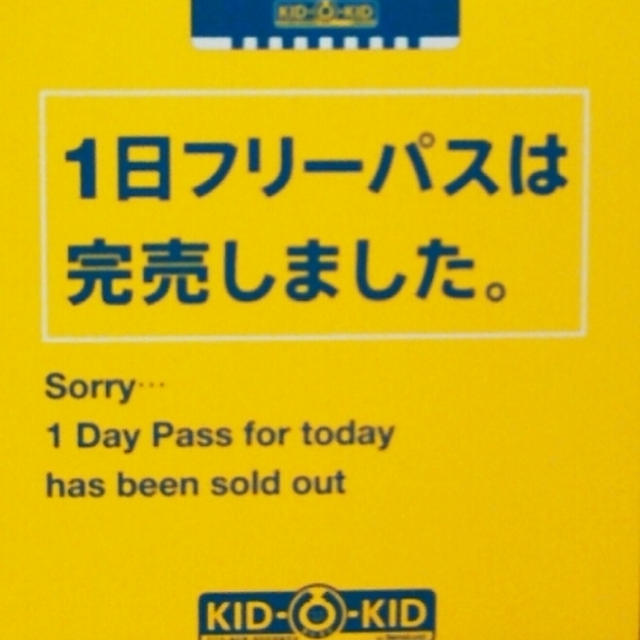 KID-O-KID
1日フリーパスは
完売しました。
Sorry…
1 Day Pass for today
has been sold out
KID-O-KID